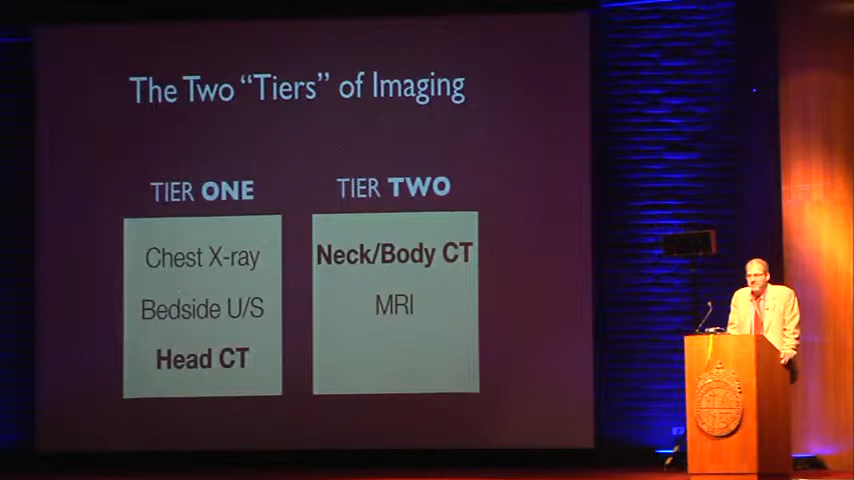 The Two “Tiers” of Imaging
TIER ONE
Chest X-ray
Bedside U/S
Head CT
TIER TWO
Neck/Body CT
MRI